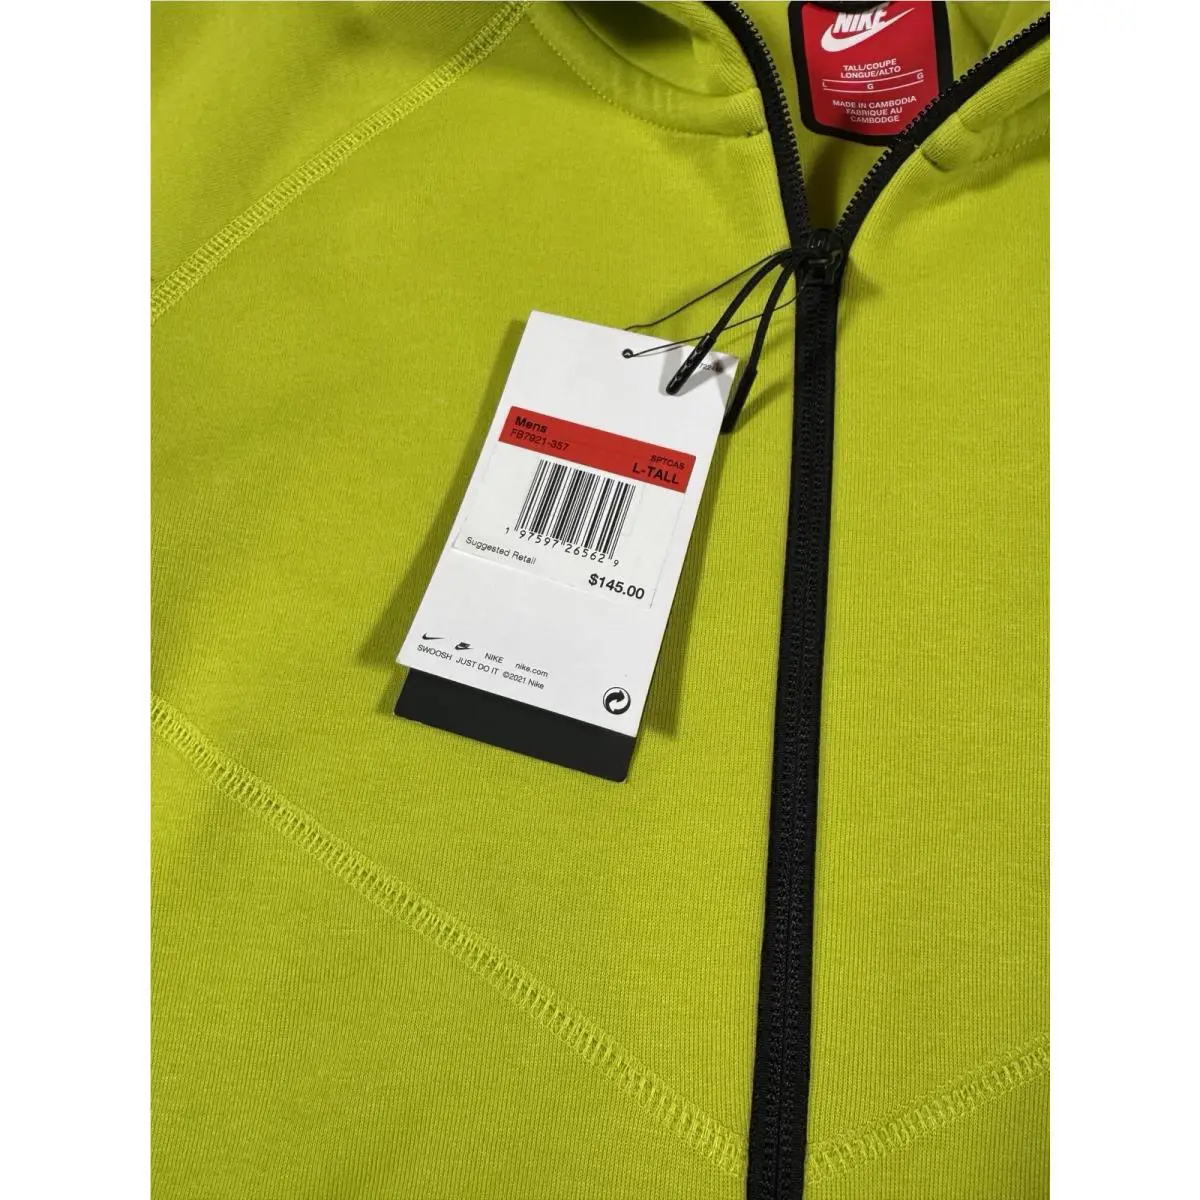 NIKE
TALL/COUPE
LONGUE/ALTO
L G G
MADE IN CAMBODIA
FABRIQUÉ AU
CAMBODGE
Mens
FB7921-357
SPTCAS
L-TALL
1 97597 26562 9
Suggested Retail
$145.00
NIKE nike.com
SWOOSH JUST DO IT ©2021 Nike